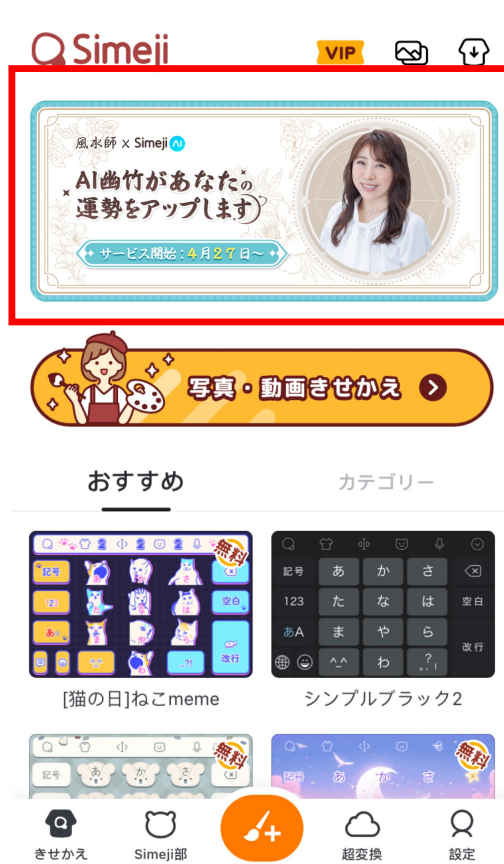 Simeji
VIP
風水師 x Simeji AI
AI幽竹があなたの
運勢をアップします
サービス開始:4月27日~
写真・動画きせかえ
おすすめ
カテゴリー
無料
記号
123
空白
あ
改行
^^
.?!
記号 あ か さ
123 た な は 空白
あA ま や ら
改行
^_^ わ 、。?!
[猫の日]ねこmeme
シンプルブラック2
無料
記号 あ か さ
無料
記号 あ か さ
きせかえ
Simeji部
超変換
設定